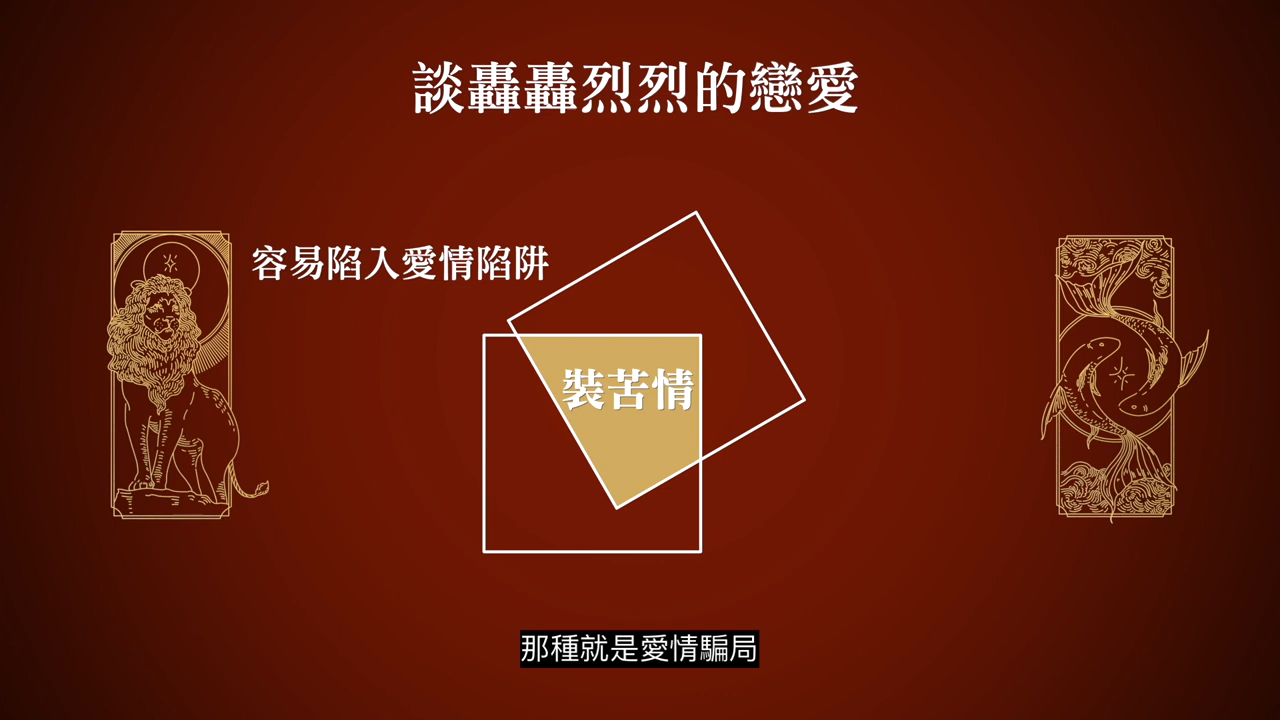 談轟轟烈烈的戀愛
容易陷入愛情陷阱
裝苦情
那種就是愛情騙局